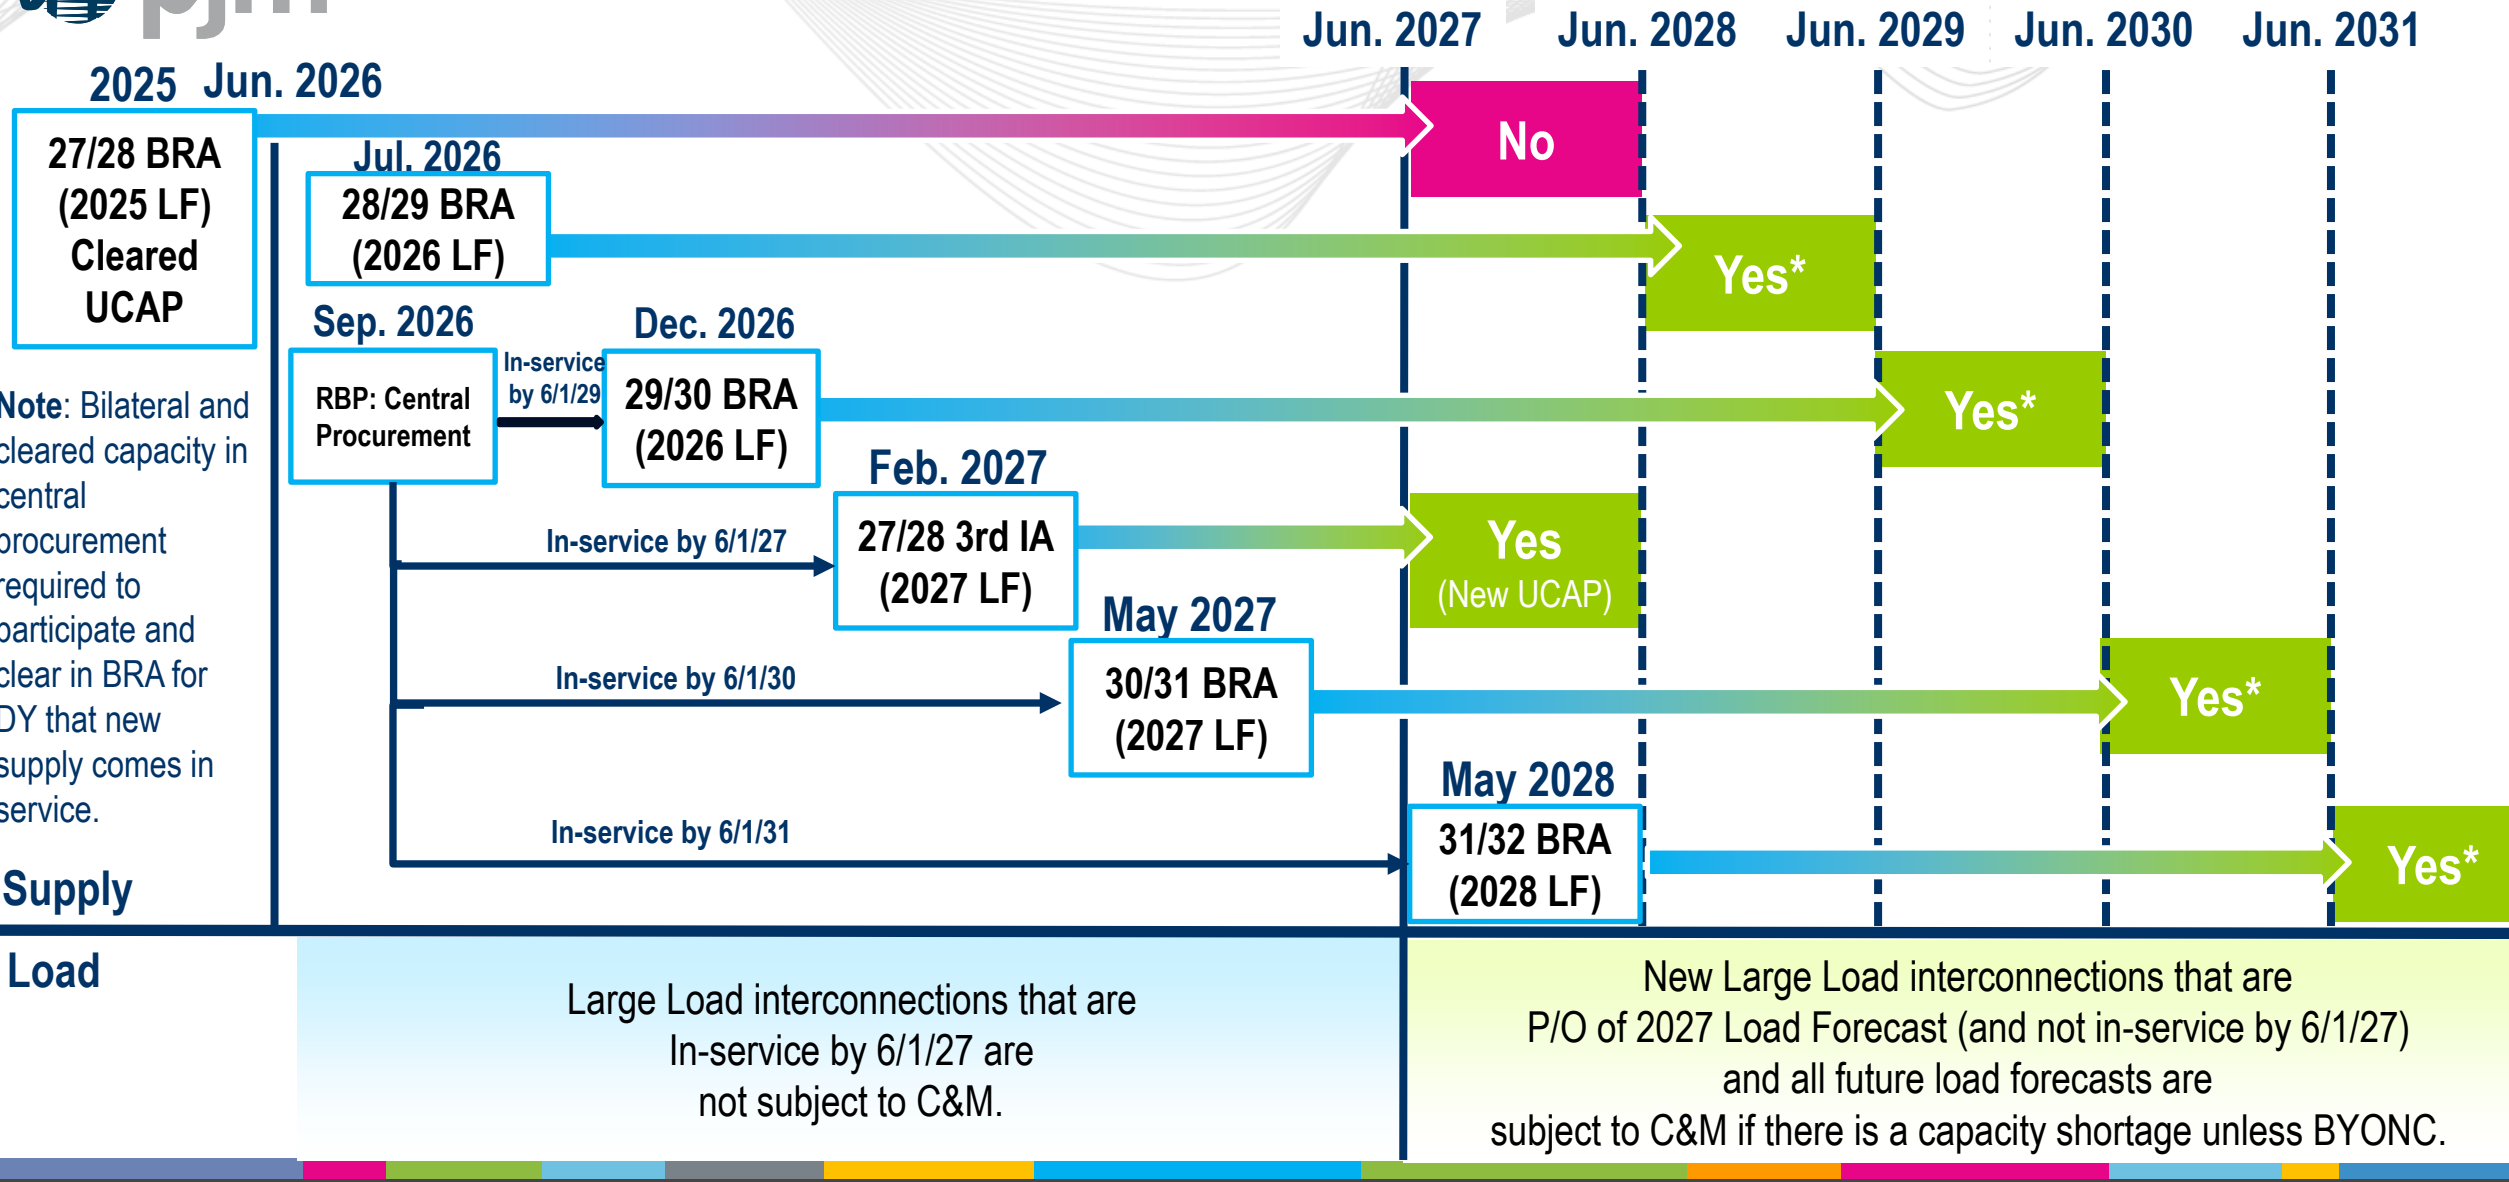 pjm
Jun. 2027
Jun. 2028
Jun. 2029
Jun. 2030
Jun. 2031
2025
Jun. 2026
27/28 BRA
(2025 LF)
Cleared
UCAP
No
Jul. 2026
28/29 BRA
(2026 LF)
Yes*
Sep. 2026
RBP: Central
Procurement
In-service
by 6/1/29
Dec. 2026
29/30 BRA
(2026 LF)
Yes*
Note: Bilateral and
cleared capacity in
central
procurement
required to
participate and
clear in BRA for
DY that new
supply comes in
service.
In-service by 6/1/27
Feb. 2027
27/28 3rd IA
(2027 LF)
Yes
(New UCAP)
In-service by 6/1/30
May 2027
30/31 BRA
(2027 LF)
Yes*
In-service by 6/1/31
May 2028
31/32 BRA
(2028 LF)
Yes*
Supply
Load
Large Load interconnections that are
In-service by 6/1/27 are
not subject to C&M.
New Large Load interconnections that are
P/O of 2027 Load Forecast (and not in-service by 6/1/27)
and all future load forecasts are
subject to C&M if there is a capacity shortage unless BYONC.